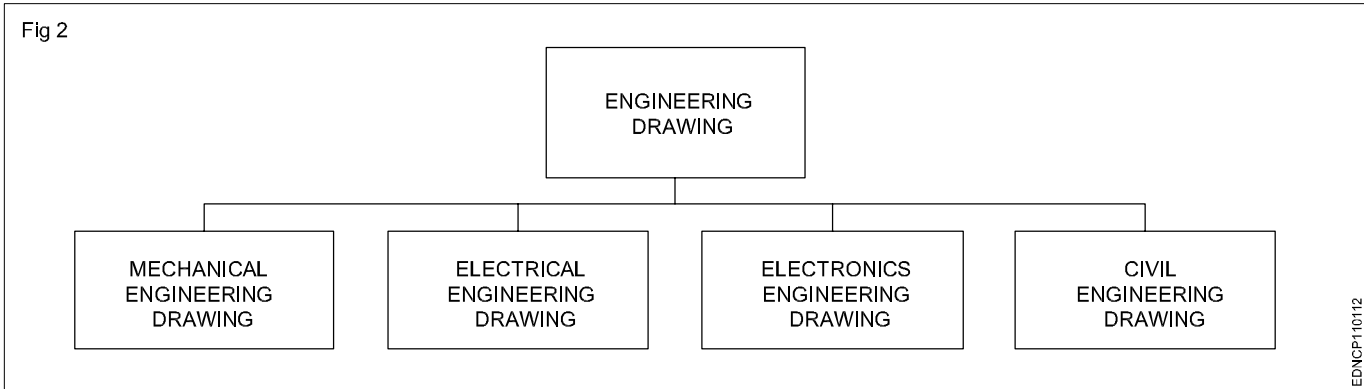 Fig 2
ENGINEERING
DRAWING
MECHANICAL
ENGINEERING
DRAWING
ELECTRICAL
ENGINEERING
DRAWING
ELECTRONICS
ENGINEERING
DRAWING
CIVIL
ENGINEERING
DRAWING
EDNCP110112